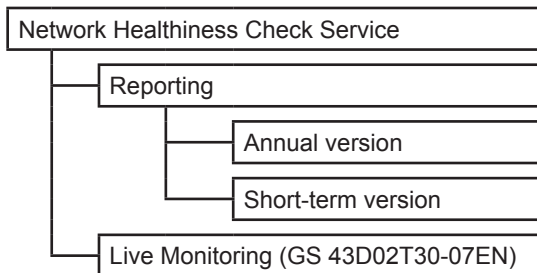 Network Healthiness Check Service
Reporting
Annual version
Short-term version
Live Monitoring (GS 43D02T30-07EN)